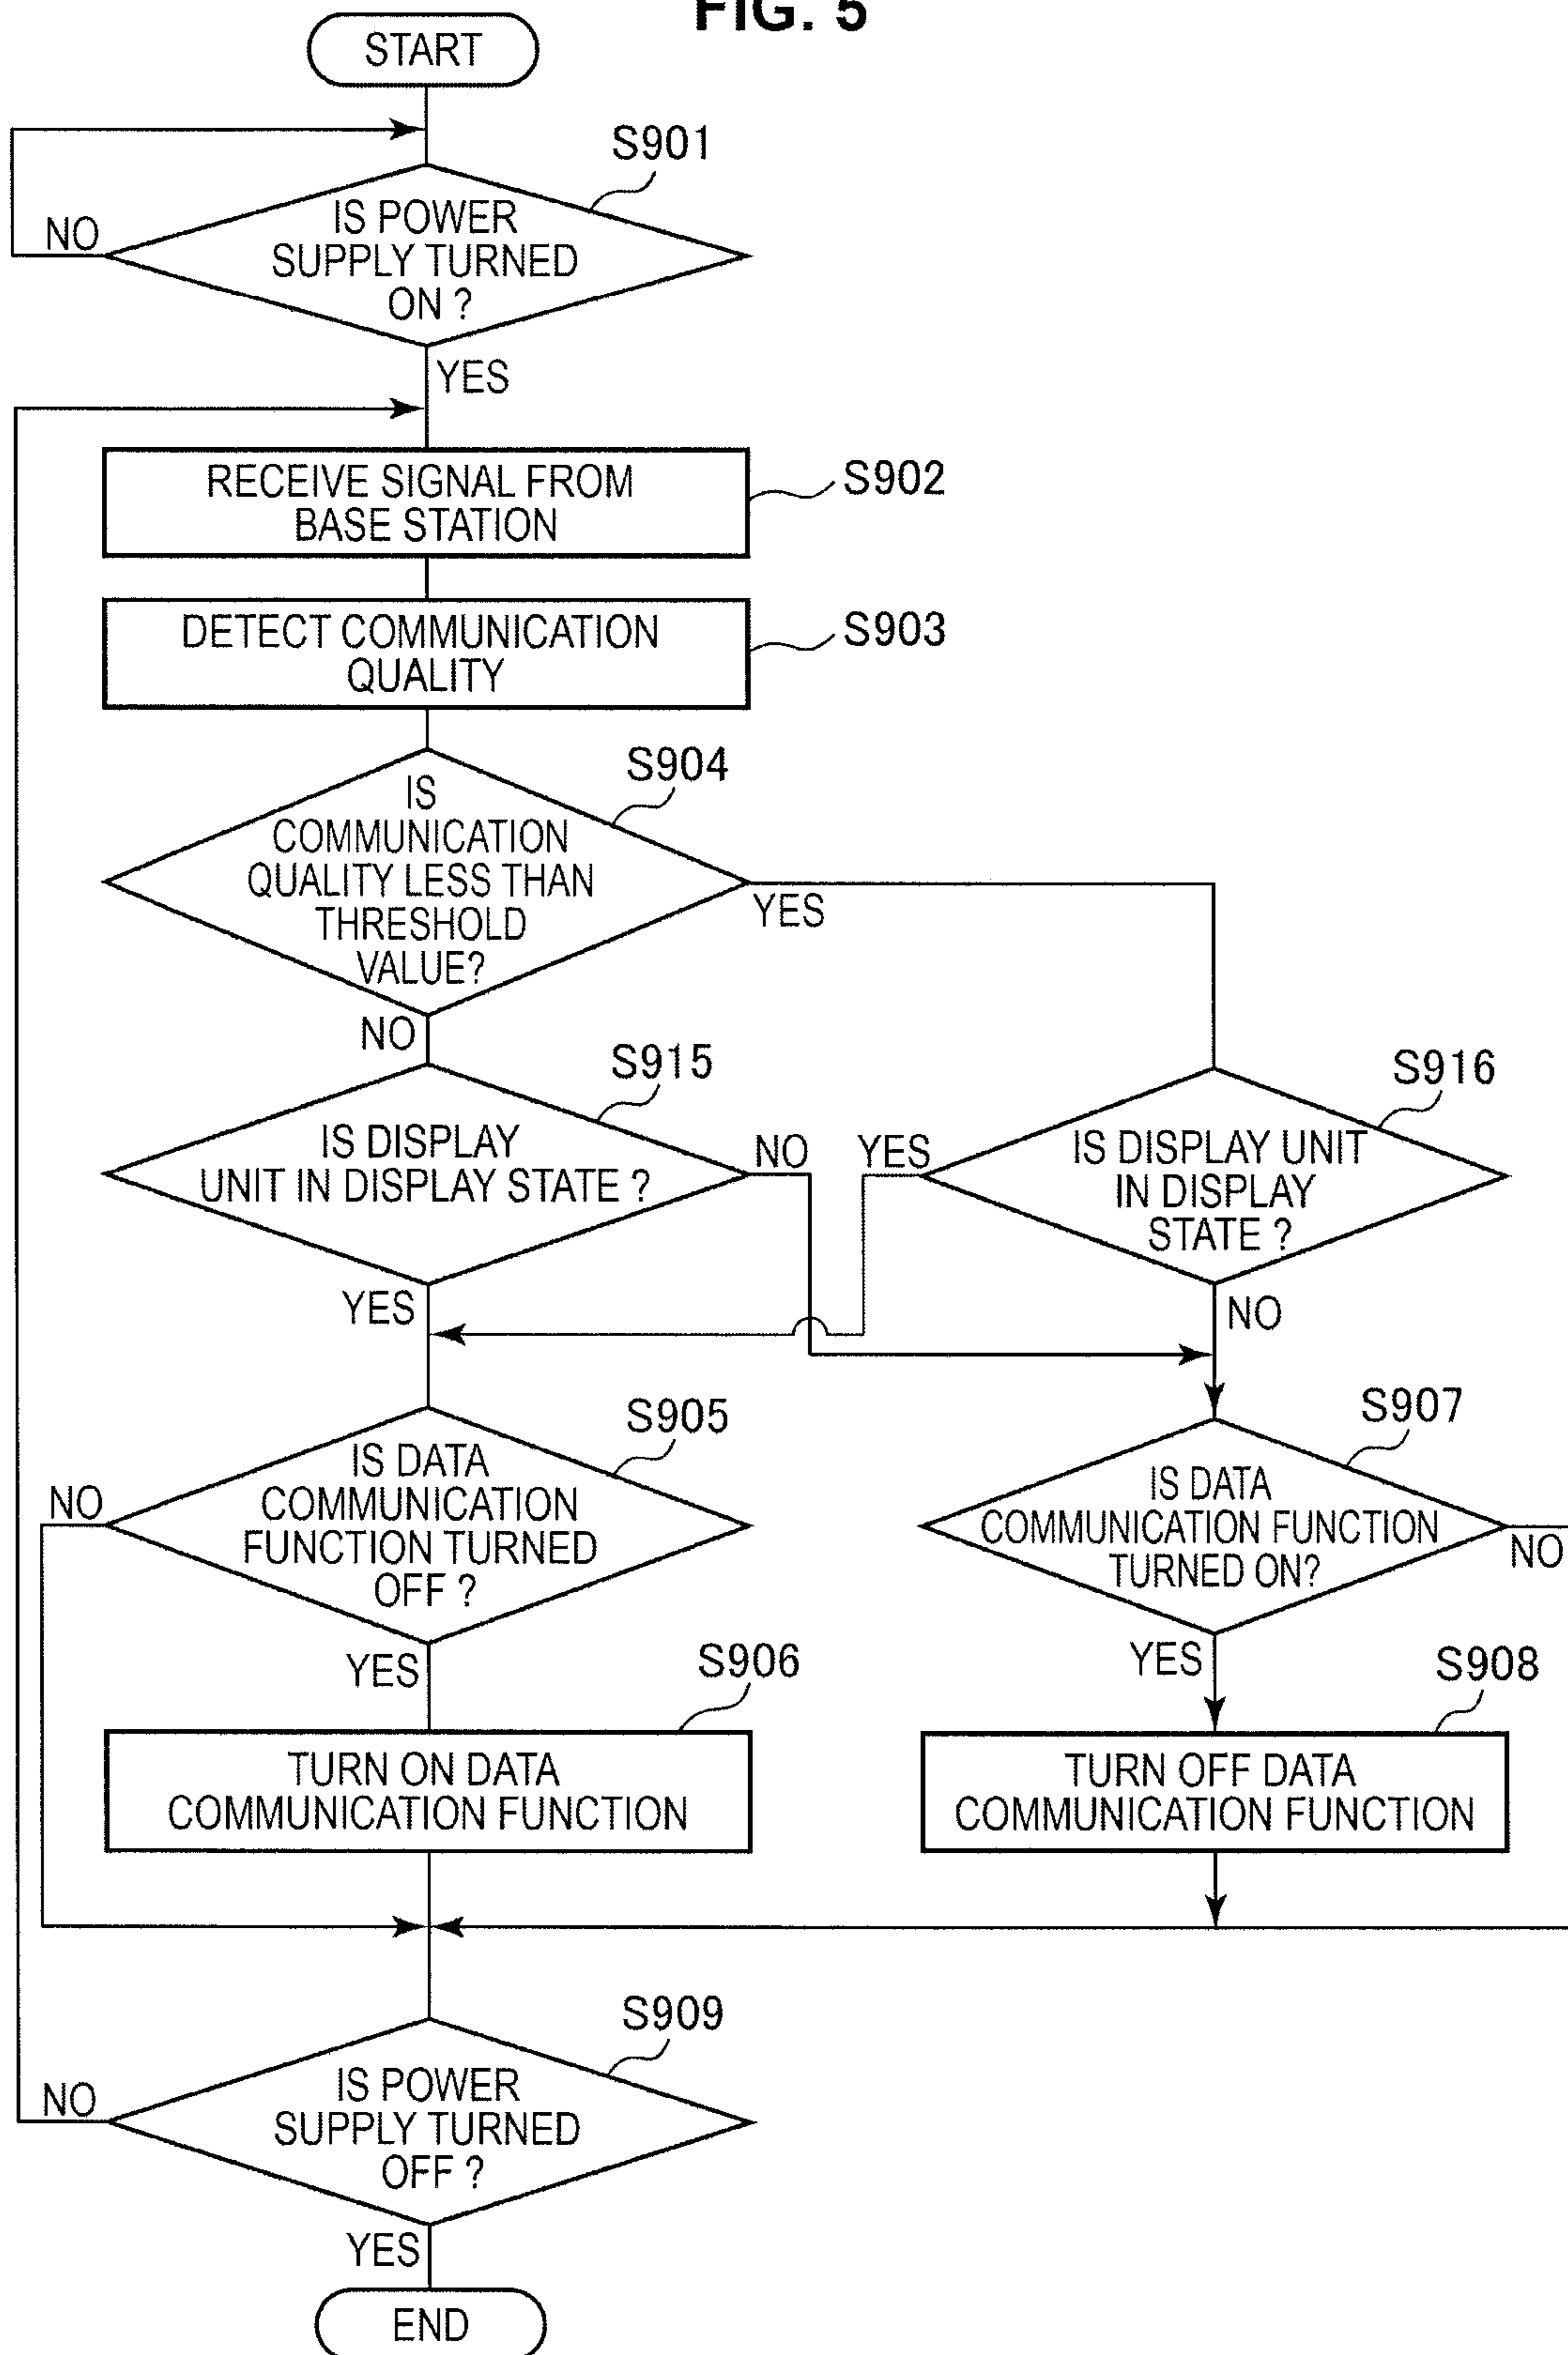 FIG. 5
START
S901
NO
IS POWER
SUPPLY TURNED
ON ?
YES
RECEIVE SIGNAL FROM
BASE STATION
S902
DETECT COMMUNICATION
QUALITY
S903
S904
IS
COMMUNICATION
QUALITY LESS THAN
THRESHOLD
VALUE?
YES
NO
S915
IS DISPLAY
UNIT IN DISPLAY STATE ?
NO
YES
S916
YES
IS DISPLAY UNIT
IN DISPLAY
STATE ?
NO
S905
NO
IS DATA
COMMUNICATION
FUNCTION TURNED
OFF ?
YES
S907
IS DATA
COMMUNICATION FUNCTION
TURNED ON?
NO
YES
S906
TURN ON DATA
COMMUNICATION FUNCTION
S908
TURN OFF DATA
COMMUNICATION FUNCTION
S909
NO
IS POWER
SUPPLY TURNED
OFF ?
YES
END